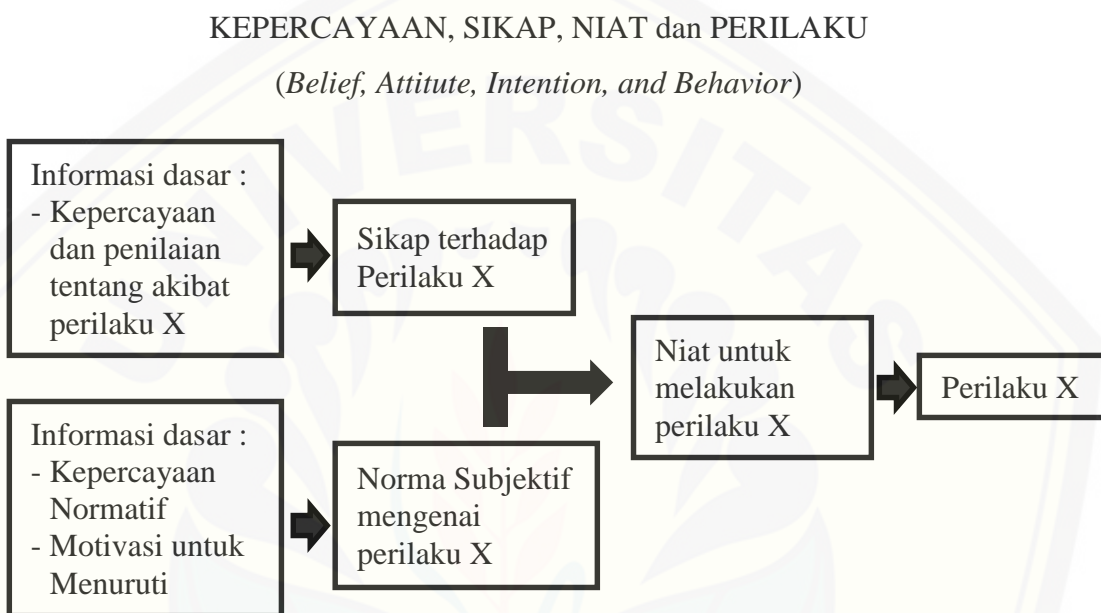 KEPERCAYAAN, SIKAP, NIAT dan PERILAKU
(Belief, Attitute, Intention, and Behavior)
Informasi dasar :
- Kepercayaan
dan penilaian
tentang akibat
perilaku X
Sikap terhadap
Perilaku X
Informasi dasar :
- Kepercayaan
Normatif
- Motivasi untuk
Menuruti
Norma Subjektif
mengenai
perilaku X
Niat untuk
melakukan
perilaku X
Perilaku X
UNIVERSITAS